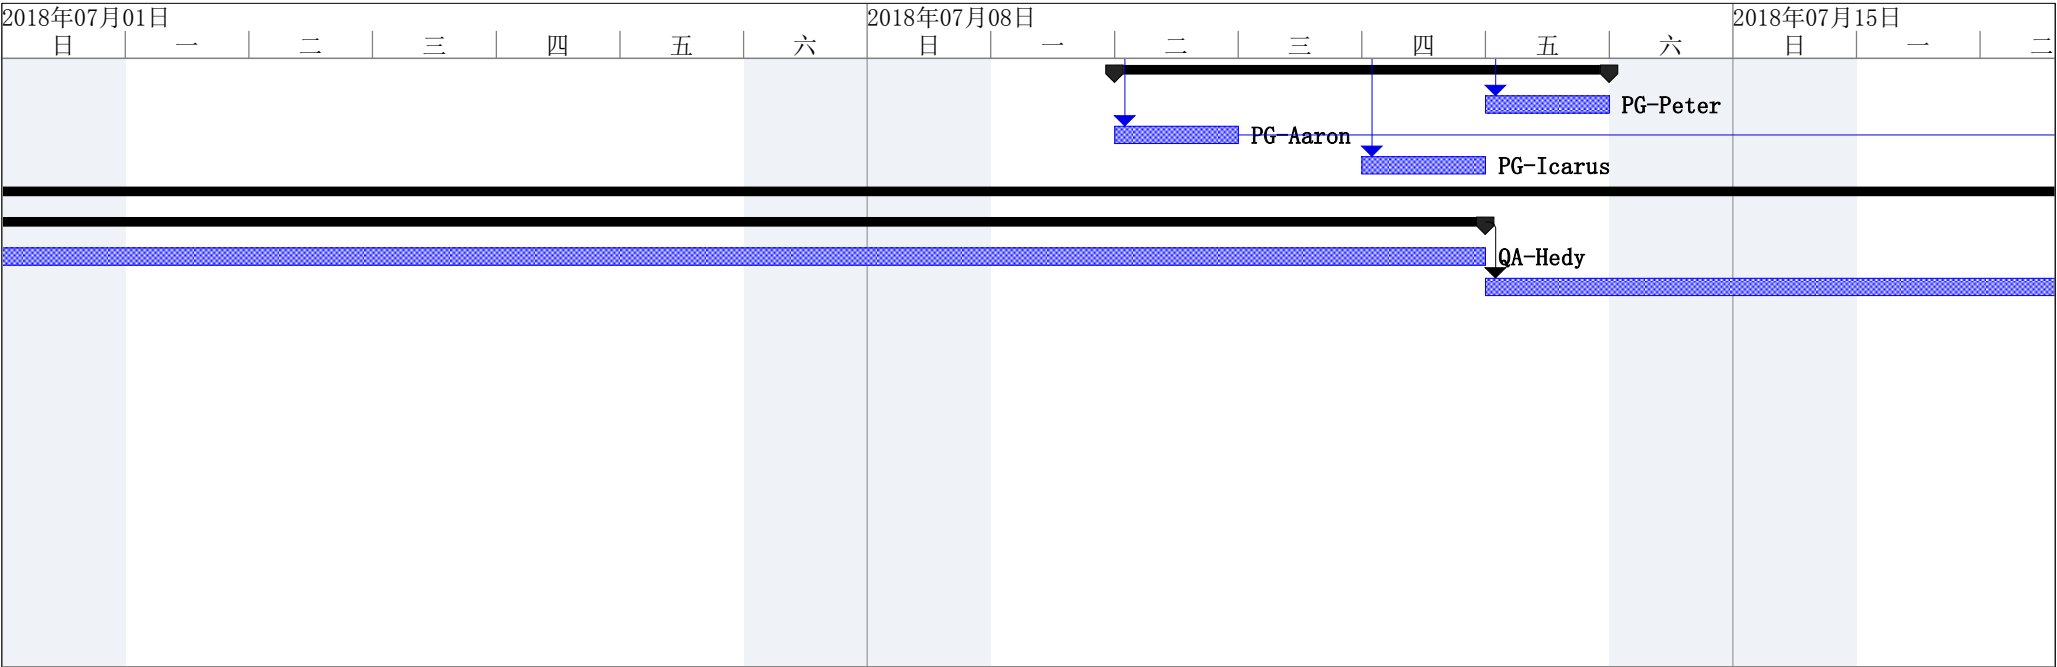 2018年07月01日 2018年07月08日 2018年07月15日
日 一 二 三 四 五 六 日 一 二 三 四 五 六 日 一 二
PG-Peter
PG-Aaron
PG-Icarus
QA-Hedy